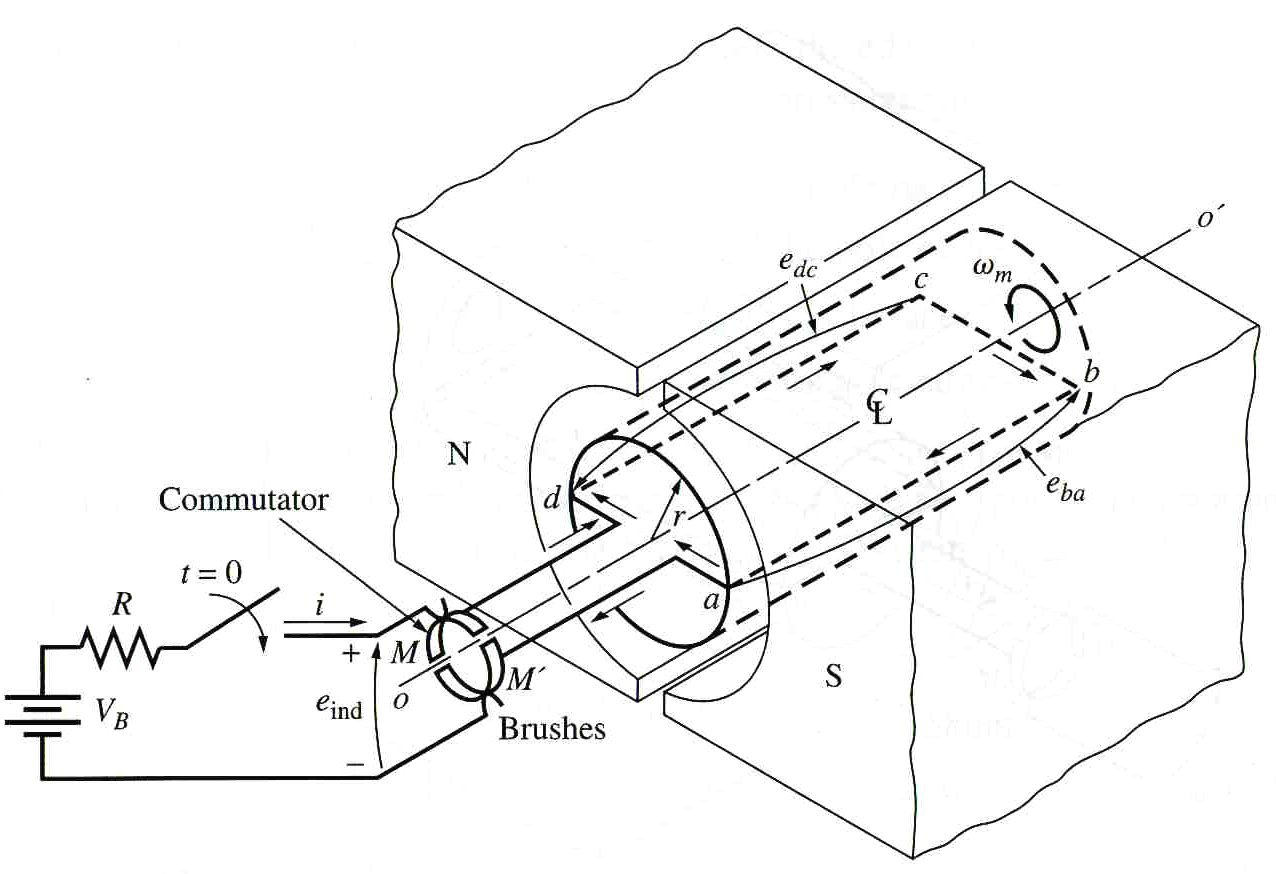 o´
e_dc
c
ω_m
b
℄
N
e_ba
Commutator
d
r
t = 0
a
R
i
+
M
M´
S
V_B
e_ind
o
Brushes
−